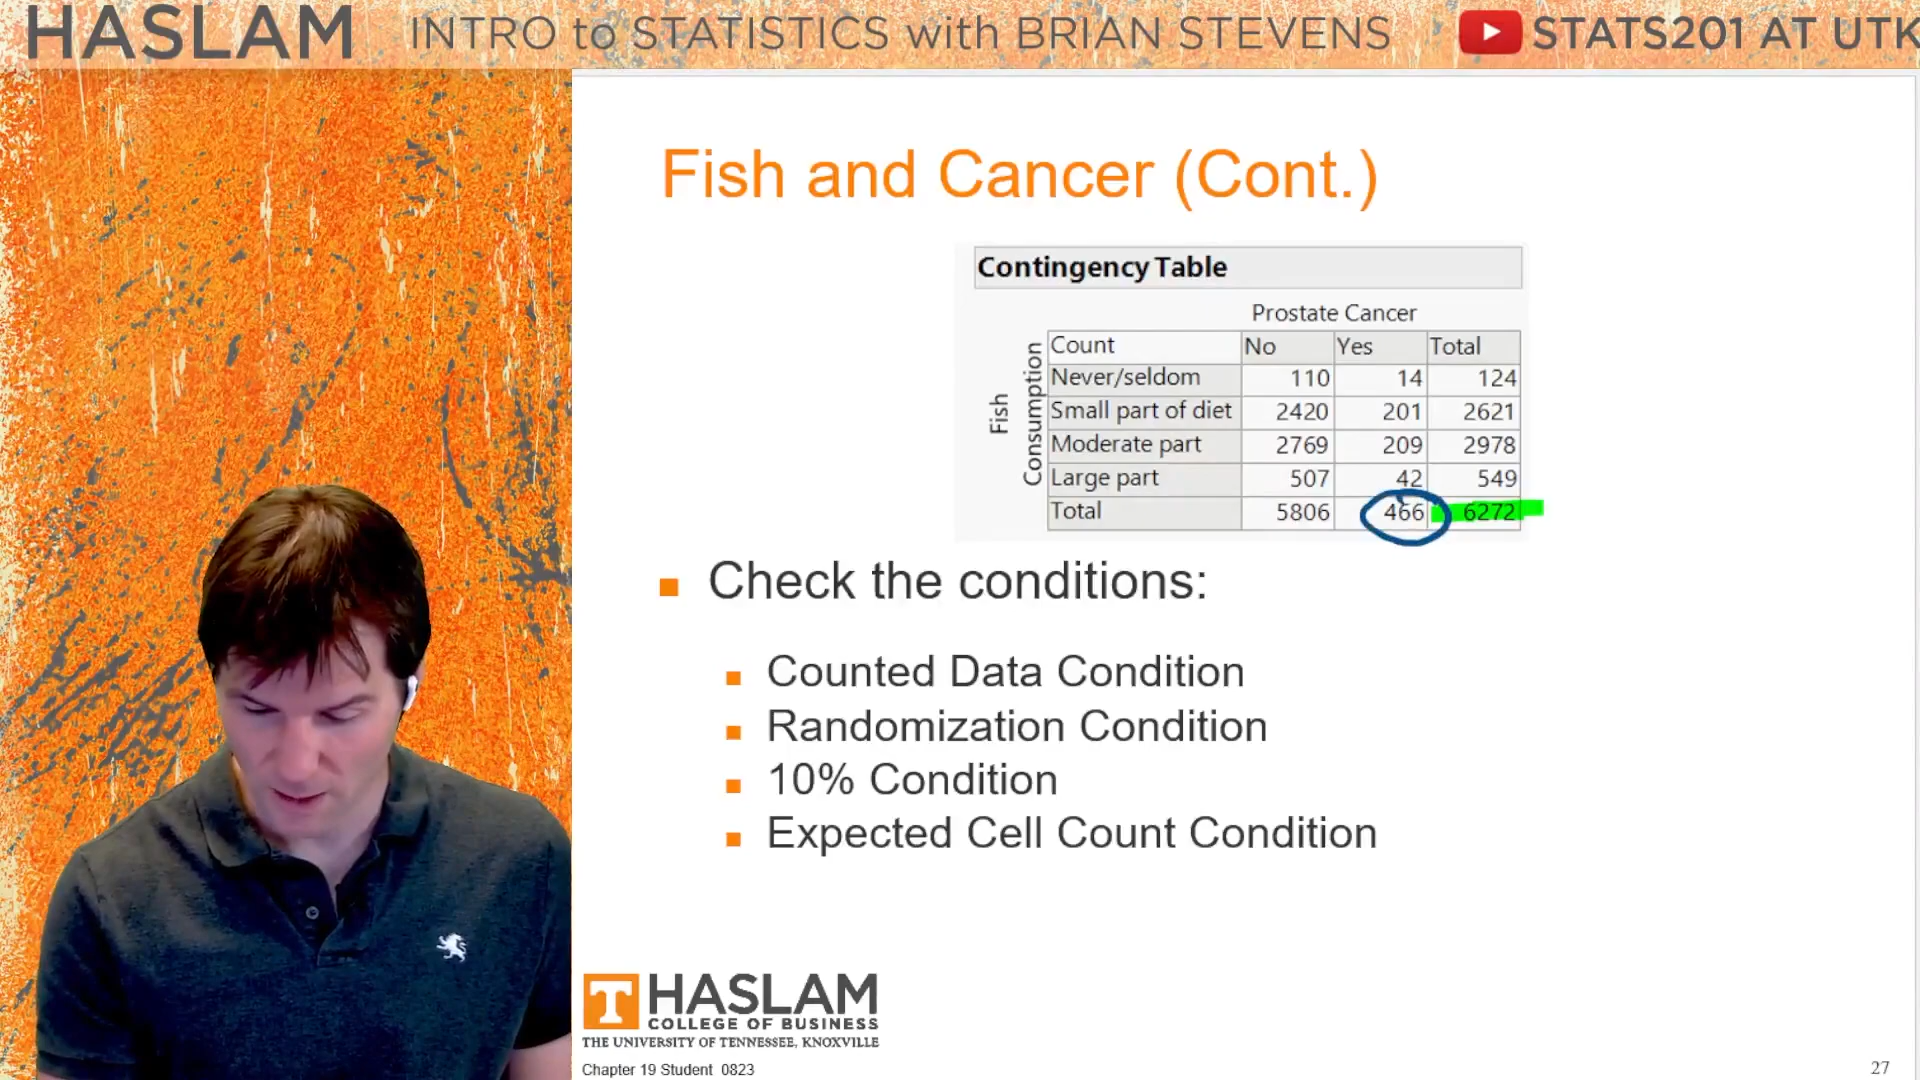 HASLAM INTRO to STATISTICS with BRIAN STEVENS STATS201 AT UTK
Fish and Cancer (Cont.)
Contingency Table
Prostate Cancer
Fish
Consumption
Count No Yes Total
Never/seldom 110 14 124
Small part of diet 2420 201 2621
Moderate part 2769 209 2978
Large part 507 42 549
Total 5806 466 6272
Check the conditions:
Counted Data Condition
Randomization Condition
10% Condition
Expected Cell Count Condition
T HASLAM
COLLEGE OF BUSINESS
THE UNIVERSITY OF TENNESSEE, KNOXVILLE
Chapter 19 Student 0823
27